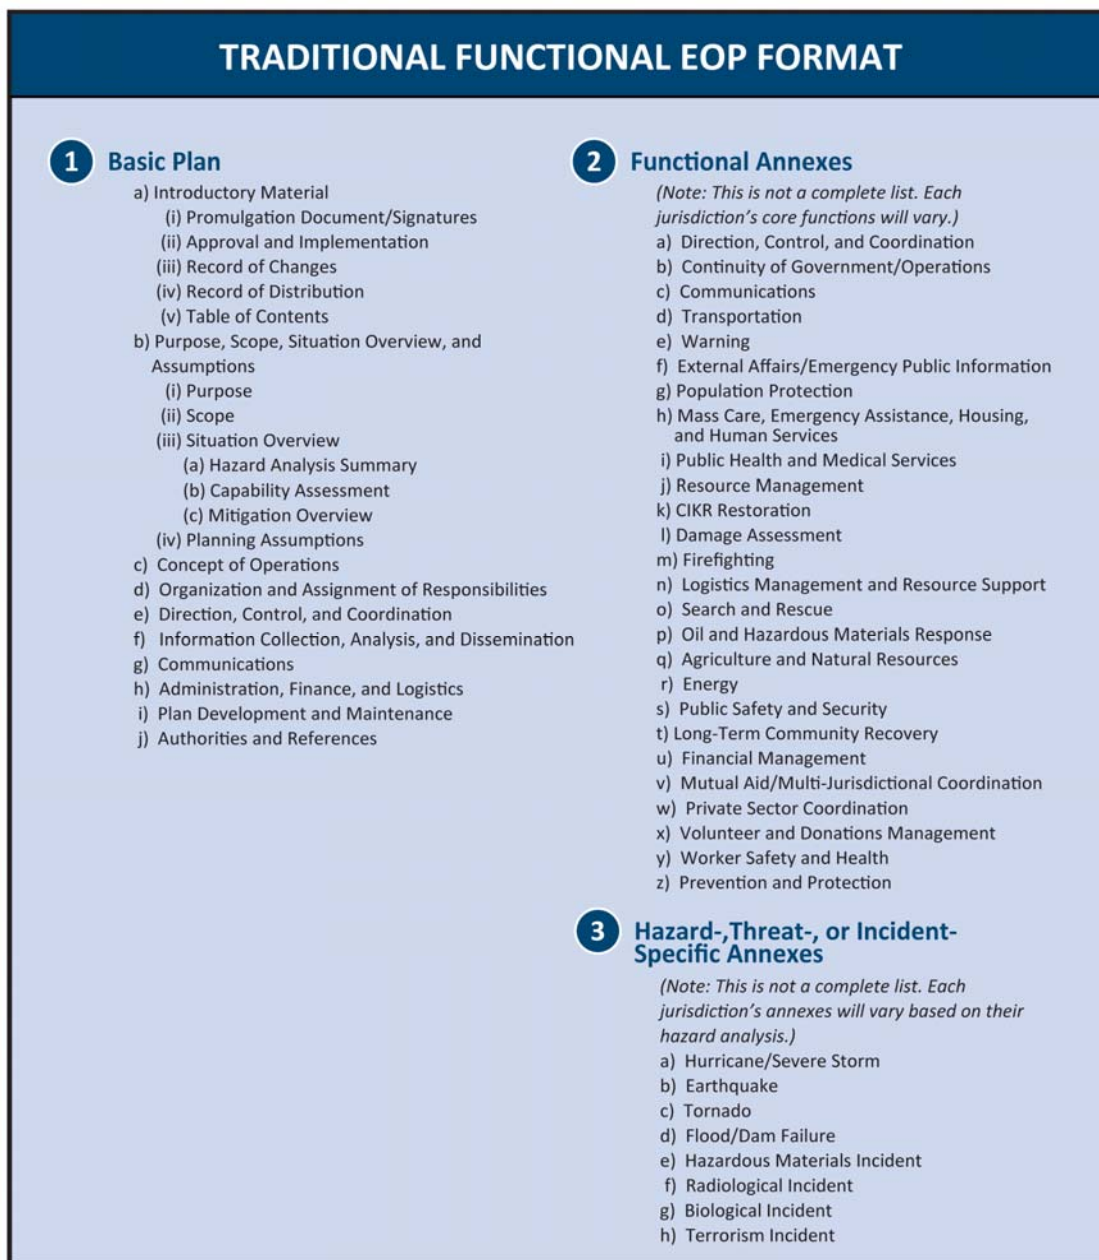 TRADITIONAL FUNCTIONAL EOP FORMAT
1 Basic Plan
a) Introductory Material
(i) Promulgation Document/Signatures
(ii) Approval and Implementation
(iii) Record of Changes
(iv) Record of Distribution
(v) Table of Contents
b) Purpose, Scope, Situation Overview, and
Assumptions
(i) Purpose
(ii) Scope
(iii) Situation Overview
(a) Hazard Analysis Summary
(b) Capability Assessment
(c) Mitigation Overview
(iv) Planning Assumptions
c) Concept of Operations
d) Organization and Assignment of Responsibilities
e) Direction, Control, and Coordination
f) Information Collection, Analysis, and Dissemination
g) Communications
h) Administration, Finance, and Logistics
i) Plan Development and Maintenance
j) Authorities and References
2 Functional Annexes
(Note: This is not a complete list. Each
jurisdiction's core functions will vary.)
a) Direction, Control, and Coordination
b) Continuity of Government/Operations
c) Communications
d) Transportation
e) Warning
f) External Affairs/Emergency Public Information
g) Population Protection
h) Mass Care, Emergency Assistance, Housing,
and Human Services
i) Public Health and Medical Services
j) Resource Management
k) CIKR Restoration
l) Damage Assessment
m) Firefighting
n) Logistics Management and Resource Support
o) Search and Rescue
p) Oil and Hazardous Materials Response
q) Agriculture and Natural Resources
r) Energy
s) Public Safety and Security
t) Long-Term Community Recovery
u) Financial Management
v) Mutual Aid/Multi-Jurisdictional Coordination
w) Private Sector Coordination
x) Volunteer and Donations Management
y) Worker Safety and Health
z) Prevention and Protection
3 Hazard-,Threat-, or Incident-
Specific Annexes
(Note: This is not a complete list. Each
jurisdiction's annexes will vary based on their
hazard analysis.)
a) Hurricane/Severe Storm
b) Earthquake
c) Tornado
d) Flood/Dam Failure
e) Hazardous Materials Incident
f) Radiological Incident
g) Biological Incident
h) Terrorism Incident